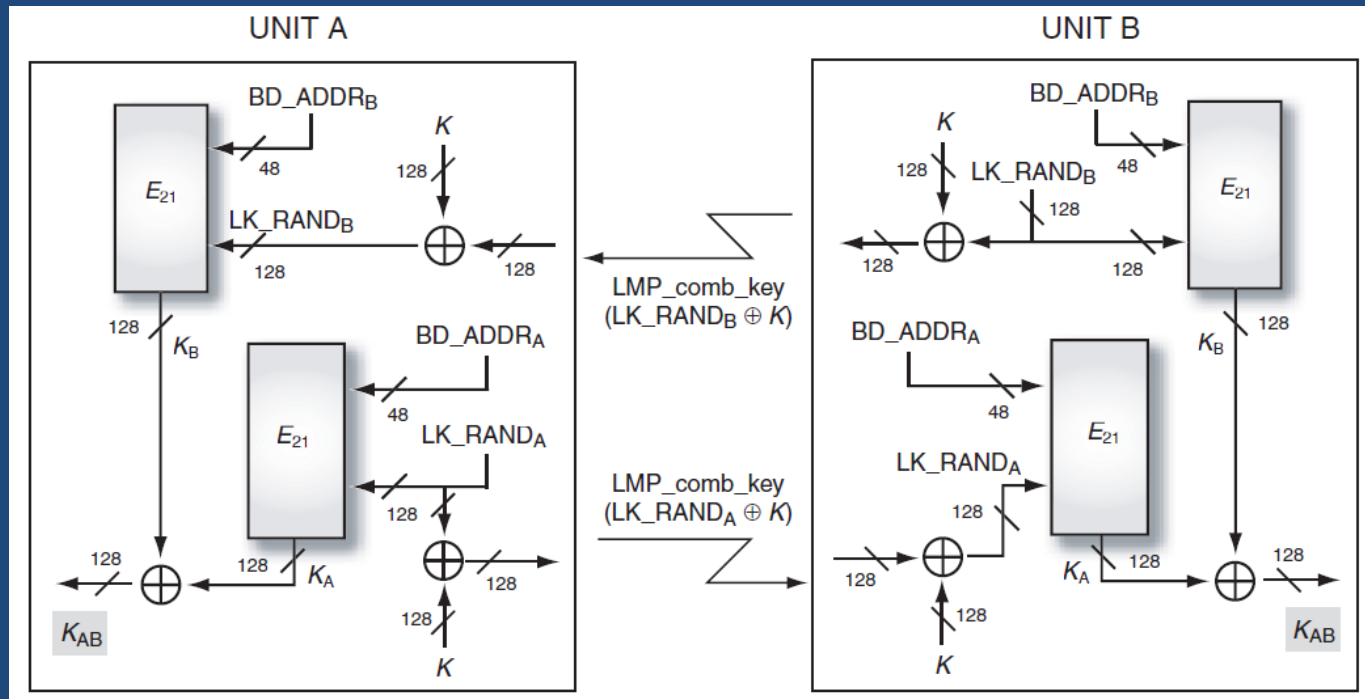 UNIT A
BD_ADDRB
48
K
128
E21
LK_RANDB
128
128
128
KB
BD_ADDRA
48
E21
LK_RANDA
128
128
128
KA
128
128
K
KAB
LMP_comb_key
(LK_RANDB ⊕ K)
LMP_comb_key
(LK_RANDA ⊕ K)
UNIT B
BD_ADDRB
K
48
128
LK_RANDB
E21
128
128
128
BD_ADDRA
KB
128
48
E21
LK_RANDA
128
128
128
KA
128
128
K
KAB